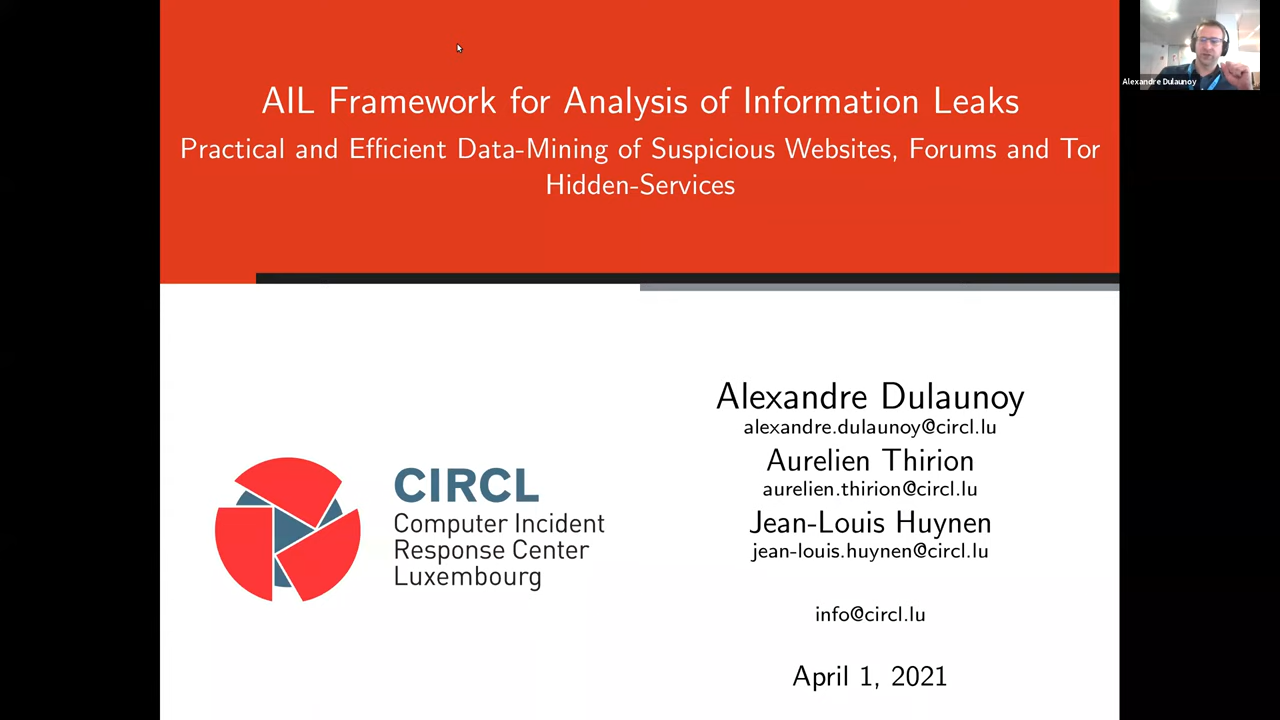 AIL Framework for Analysis of Information Leaks
Practical and Efficient Data-Mining of Suspicious Websites, Forums and Tor
Hidden-Services
Alexandre Dulaunoy
Alexandre Dulaunoy
alexandre.dulaunoy@circl.lu
Aurelien Thirion
aurelien.thirion@circl.lu
Jean-Louis Huynen
jean-louis.huynen@circl.lu
info@circl.lu
April 1, 2021
CIRCL
Computer Incident
Response Center
Luxembourg